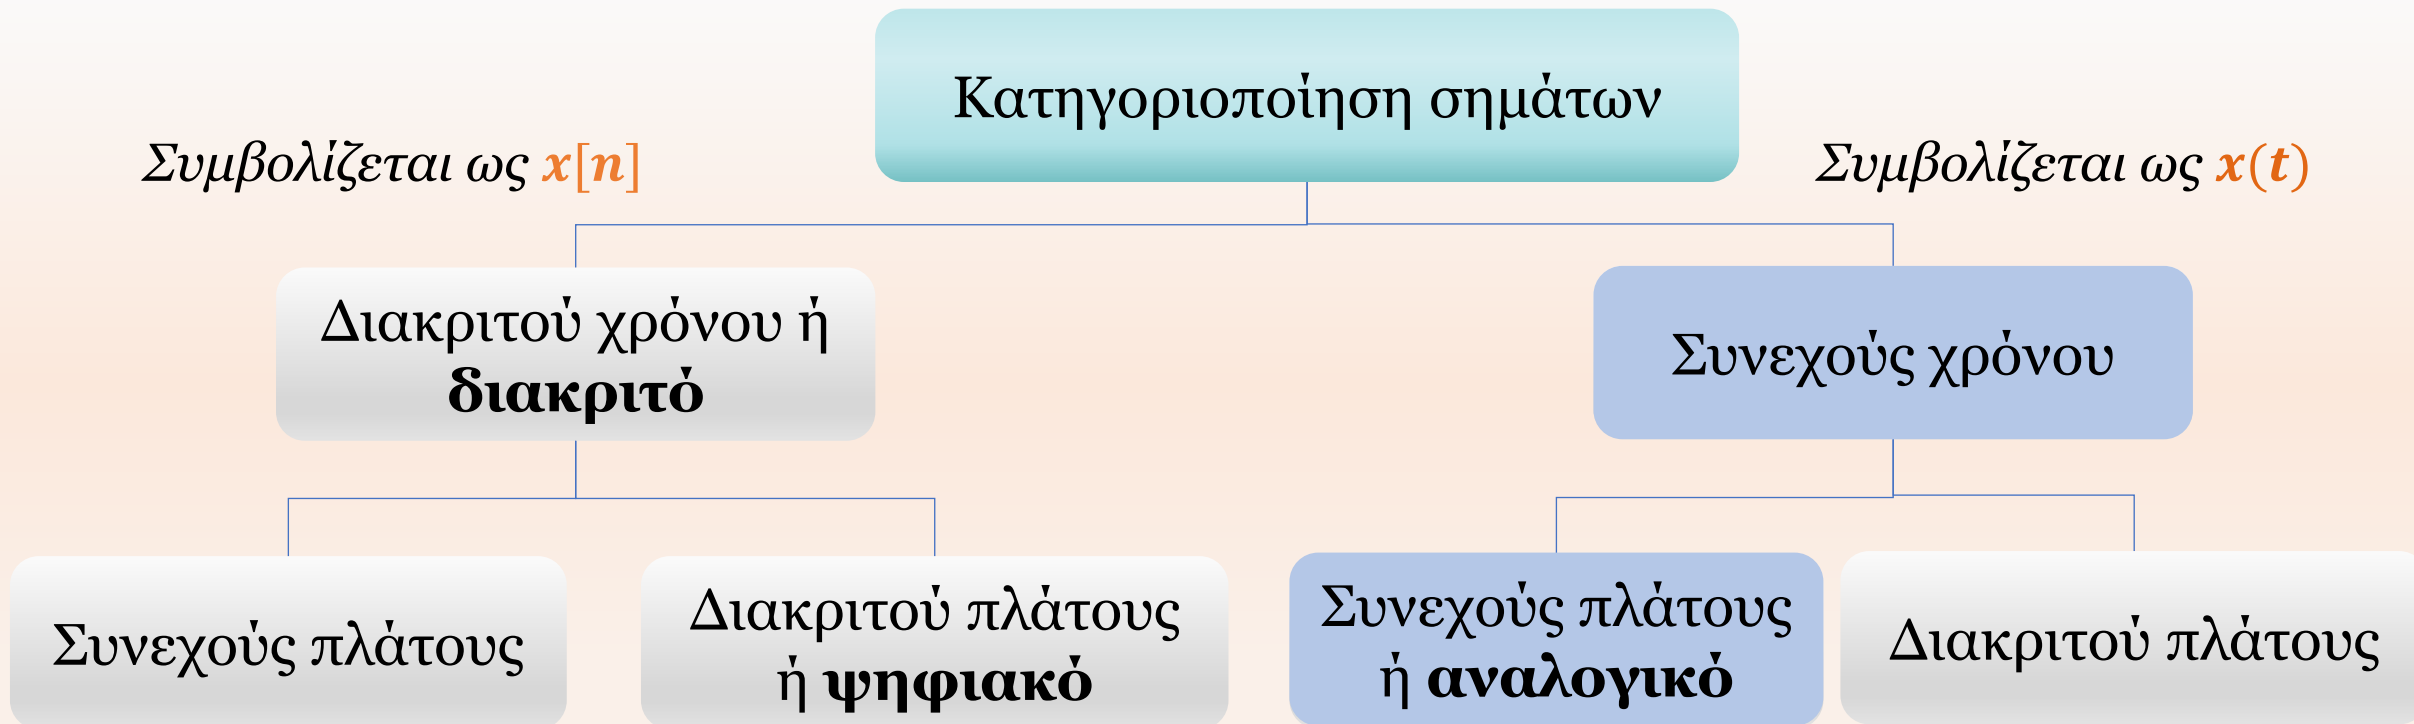 Κατηγοριοποίηση σημάτων
Συμβολίζεται ως x[n]
Συμβολίζεται ως x(t)
Διακριτού χρόνου ή
διακριτό
Συνεχούς χρόνου
Συνεχούς πλάτους
Διακριτού πλάτους
ή ψηφιακό
Συνεχούς πλάτους
ή αναλογικό
Διακριτού πλάτους